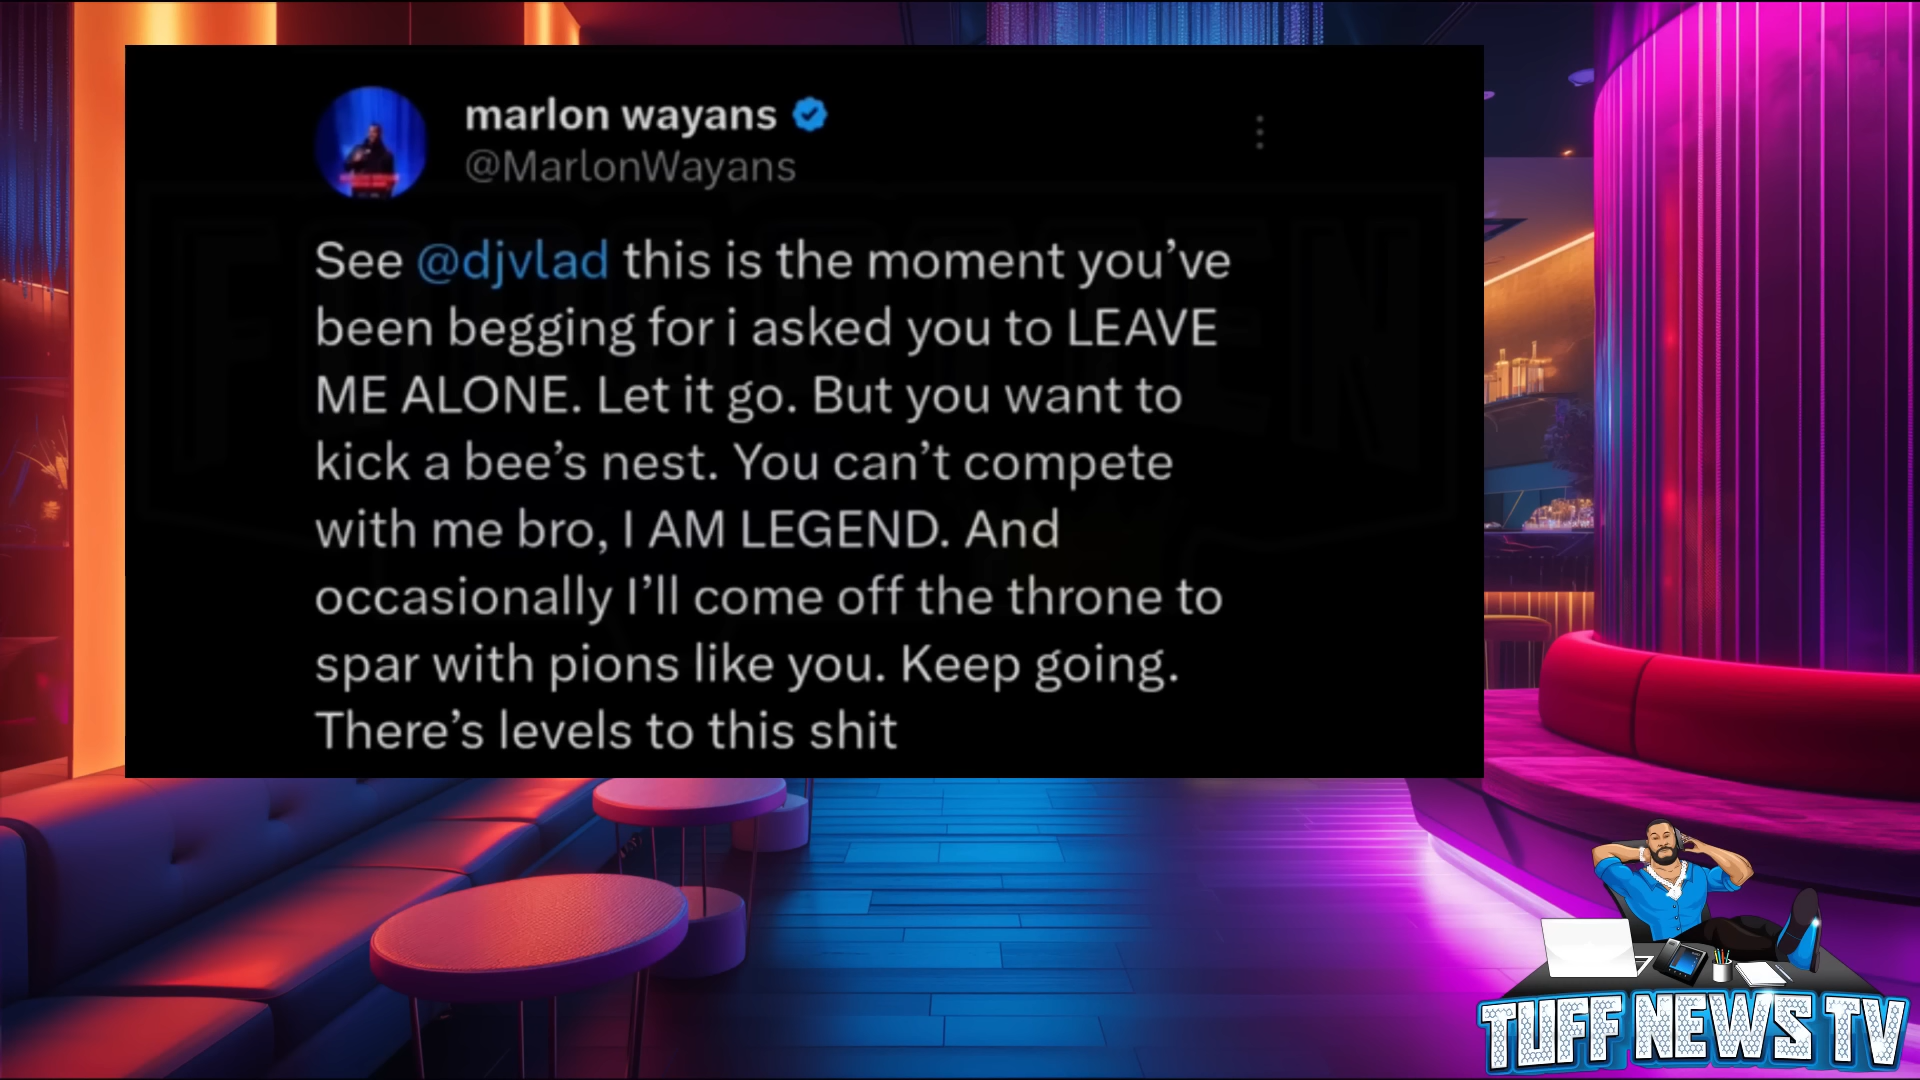 marlon wayans
@MarlonWayans
See @djvlad this is the moment you’ve
been begging for i asked you to LEAVE
ME ALONE. Let it go. But you want to
kick a bee’s nest. You can’t compete
with me bro, I AM LEGEND. And
occasionally I’ll come off the throne to
spar with pions like you. Keep going.
There’s levels to this shit
TUFF NEWS TV